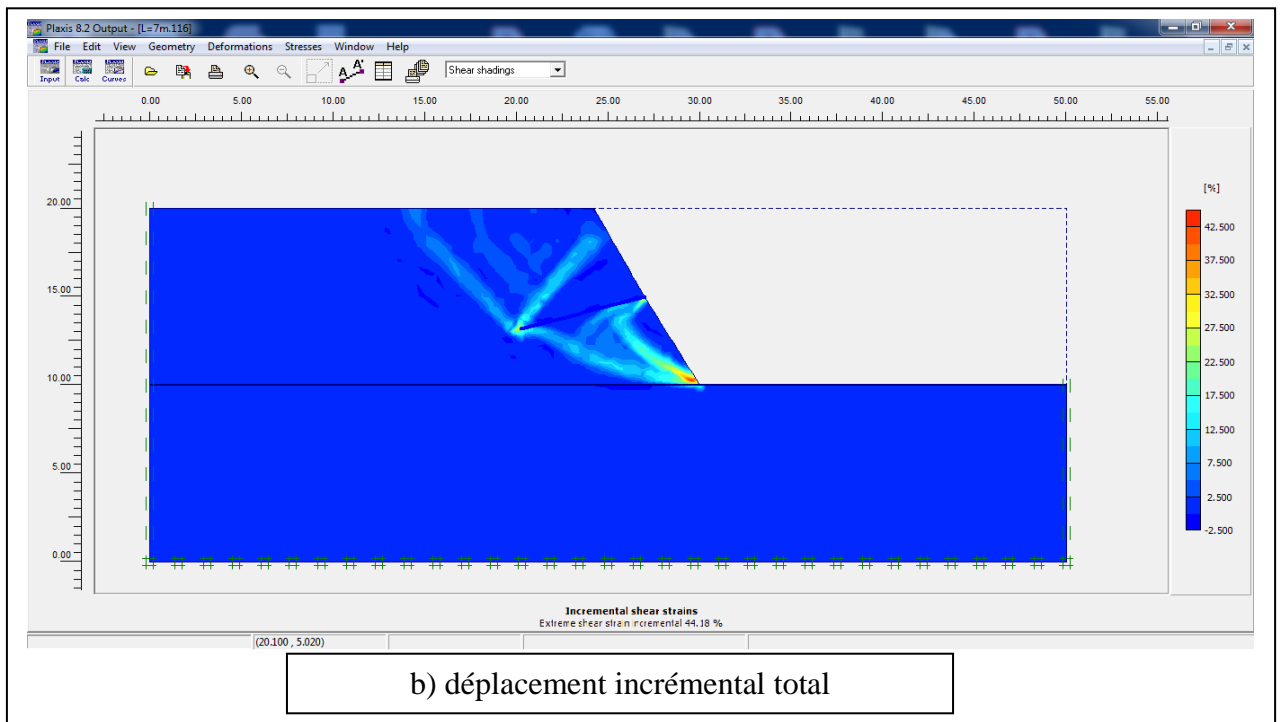 Plaxis 8.2 Output - [L=7m.116]
File Edit View Geometry Deformations Stresses Window Help
Input Calc Curves Shear shadings
0.00 5.00 10.00 15.00 20.00 25.00 30.00 35.00 40.00 45.00 50.00 55.00
20.00
15.00
10.00
5.00
0.00
[%]
42.500
37.500
32.500
27.500
22.500
17.500
12.500
7.500
2.500
-2.500
Incremental shear strains
Extreme shear strain incremental 44.18 %
(20.100 , 5.020)
b) déplacement incrémental total